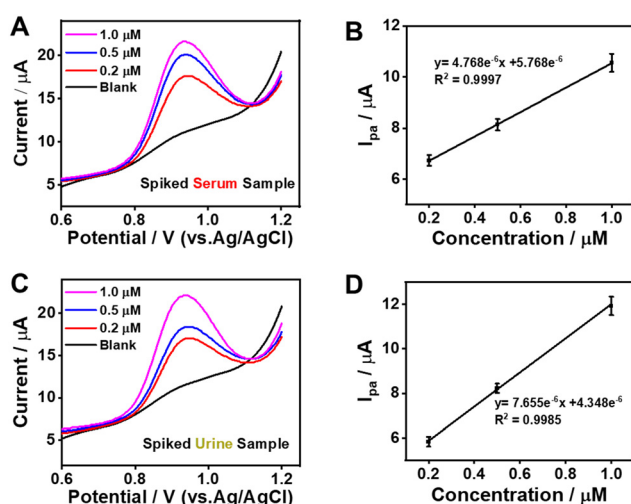 A
1.0 μM
0.5 μM
0.2 μM
Blank
20
15
10
5
Current / μA
Spiked Serum Sample
0.6
0.8
1.0
1.2
Potential / V (vs.Ag/AgCl)
B
y= 4.768e⁻⁶x +5.768e⁻⁶
R² = 0.9997
12
10
8
6
Iₚₐ / μA
0.2
0.4
0.6
0.8
1.0
Concentration / μM
C
1.0 μM
0.5 μM
0.2 μM
Blank
25
20
15
10
5
Current / μA
Spiked Urine Sample
0.6
0.8
1.0
1.2
Potential / V (vs.Ag/AgCl)
D
12
10
8
6
Iₚₐ / μA
y= 7.655e⁻⁶x +4.348e⁻⁶
R² = 0.9985
0.2
0.4
0.6
0.8
1.0
Concentration / μM